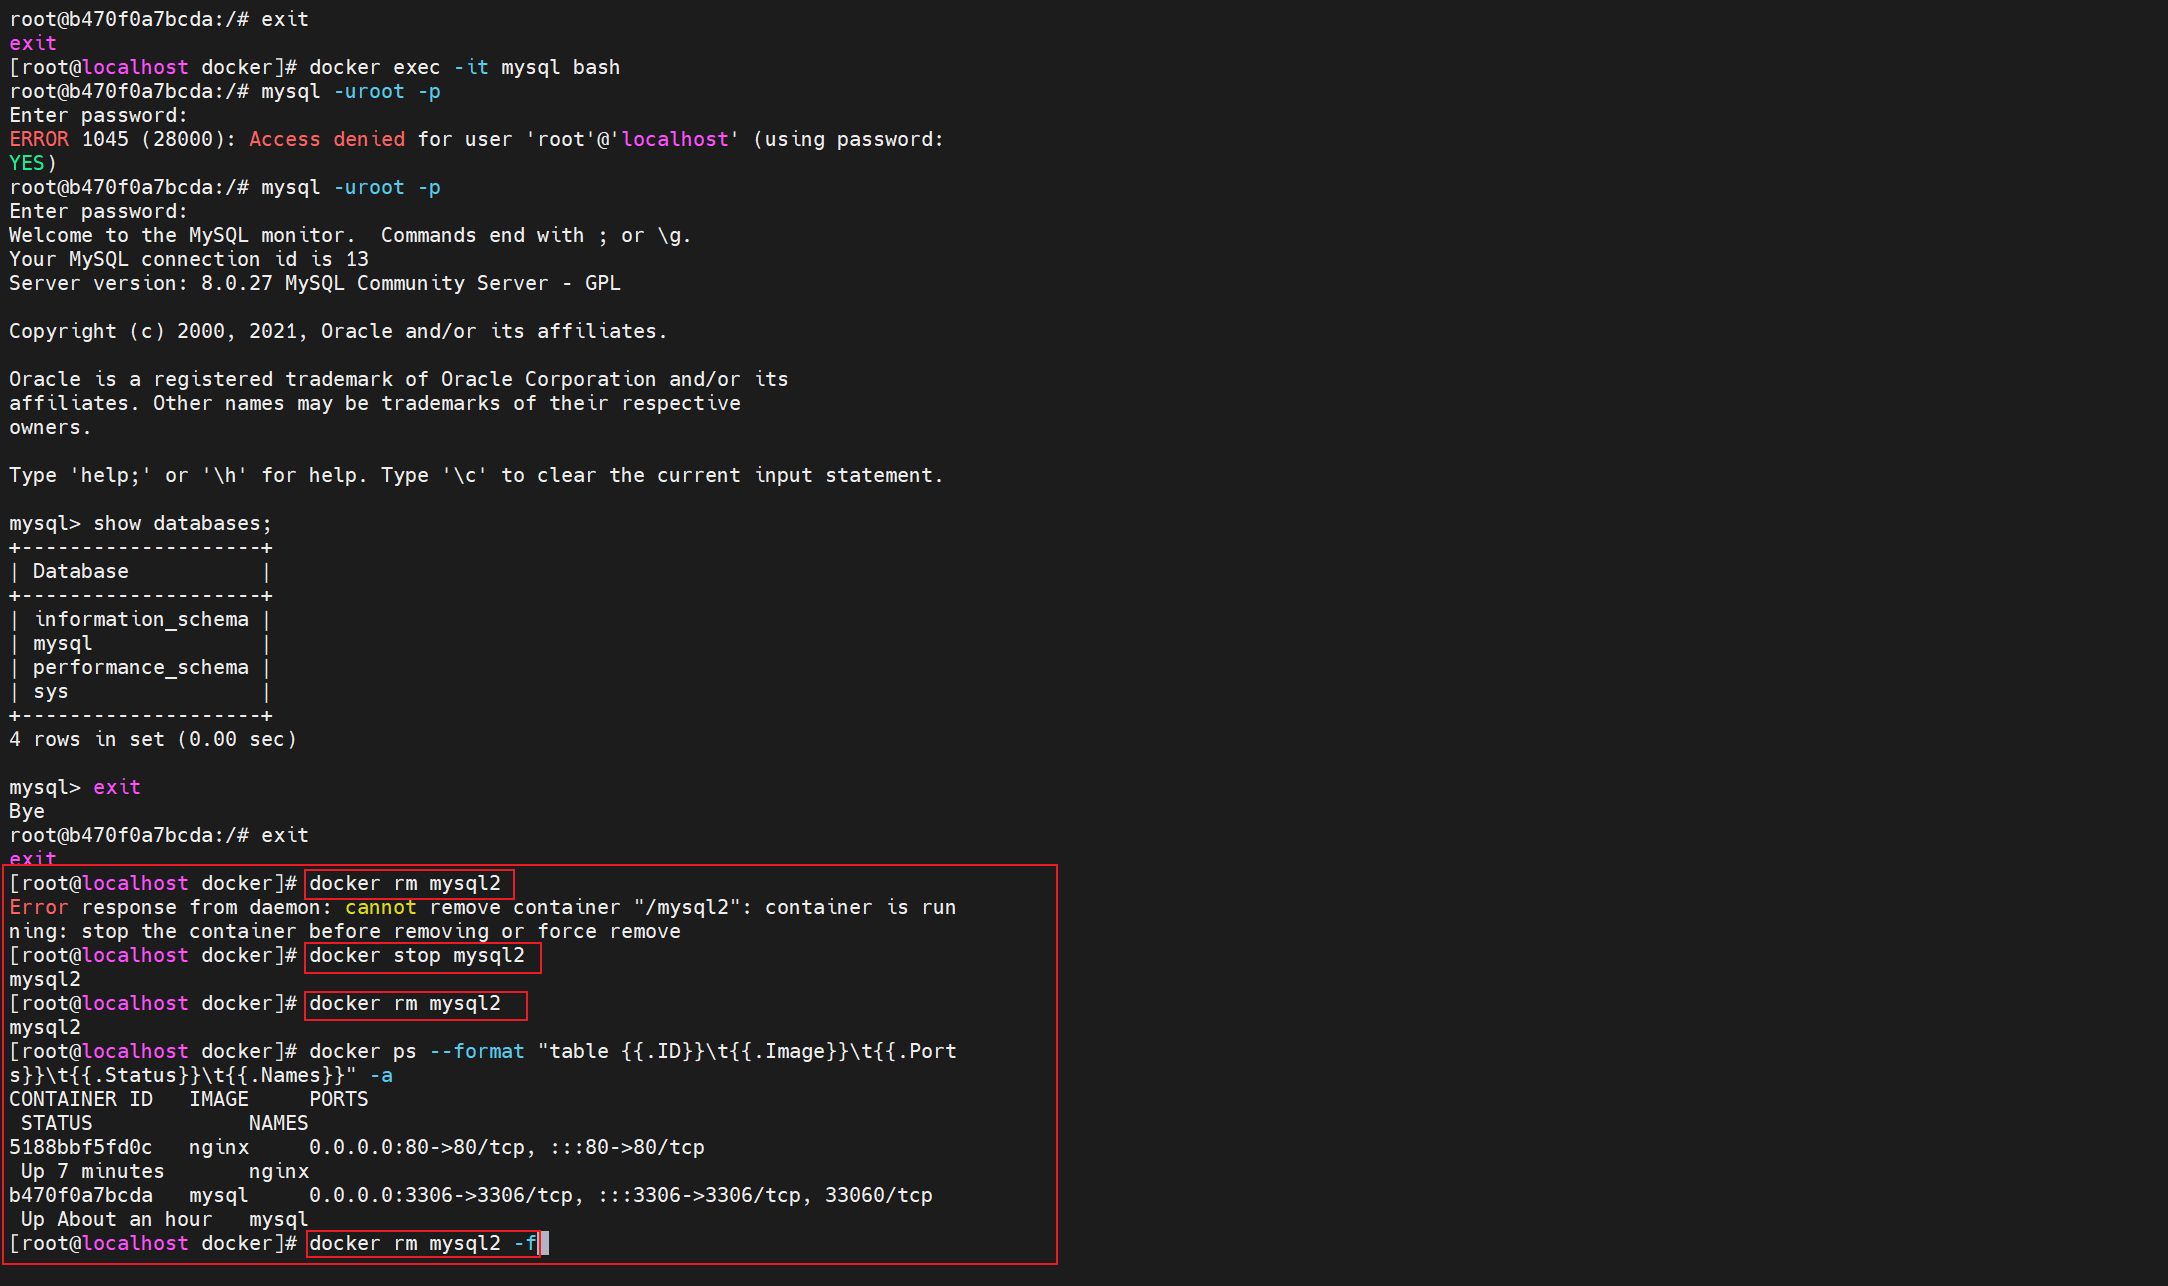 root@b470f0a7bcda:/# exit
exit
[root@localhost docker]# docker exec -it mysql bash
root@b470f0a7bcda:/# mysql -uroot -p
Enter password:
ERROR 1045 (28000): Access denied for user 'root'@'localhost' (using password:
YES)
root@b470f0a7bcda:/# mysql -uroot -p
Enter password:
Welcome to the MySQL monitor.  Commands end with ; or \g.
Your MySQL connection id is 13
Server version: 8.0.27 MySQL Community Server - GPL

Copyright (c) 2000, 2021, Oracle and/or its affiliates.

Oracle is a registered trademark of Oracle Corporation and/or its
affiliates. Other names may be trademarks of their respective
owners.

Type 'help;' or '\h' for help. Type '\c' to clear the current input statement.

mysql> show databases;
+--------------------+
| Database           |
+--------------------+
| information_schema |
| mysql              |
| performance_schema |
| sys                |
+--------------------+
4 rows in set (0.00 sec)

mysql> exit
Bye
root@b470f0a7bcda:/# exit
exit
[root@localhost docker]# docker rm mysql2
Error response from daemon: cannot remove container "/mysql2": container is run
ning: stop the container before removing or force remove
[root@localhost docker]# docker stop mysql2
mysql2
[root@localhost docker]# docker rm mysql2
mysql2
[root@localhost docker]# docker ps --format "table {{.ID}}\t{{.Image}}\t{{.Port
s}}\t{{.Status}}\t{{.Names}}" -a
CONTAINER ID   IMAGE     PORTS
 STATUS             NAMES
5188bbf5fd0c   nginx     0.0.0.0:80->80/tcp, :::80->80/tcp
 Up 7 minutes       nginx
b470f0a7bcda   mysql     0.0.0.0:3306->3306/tcp, :::3306->3306/tcp, 33060/tcp
 Up About an hour   mysql
[root@localhost docker]# docker rm mysql2 -f